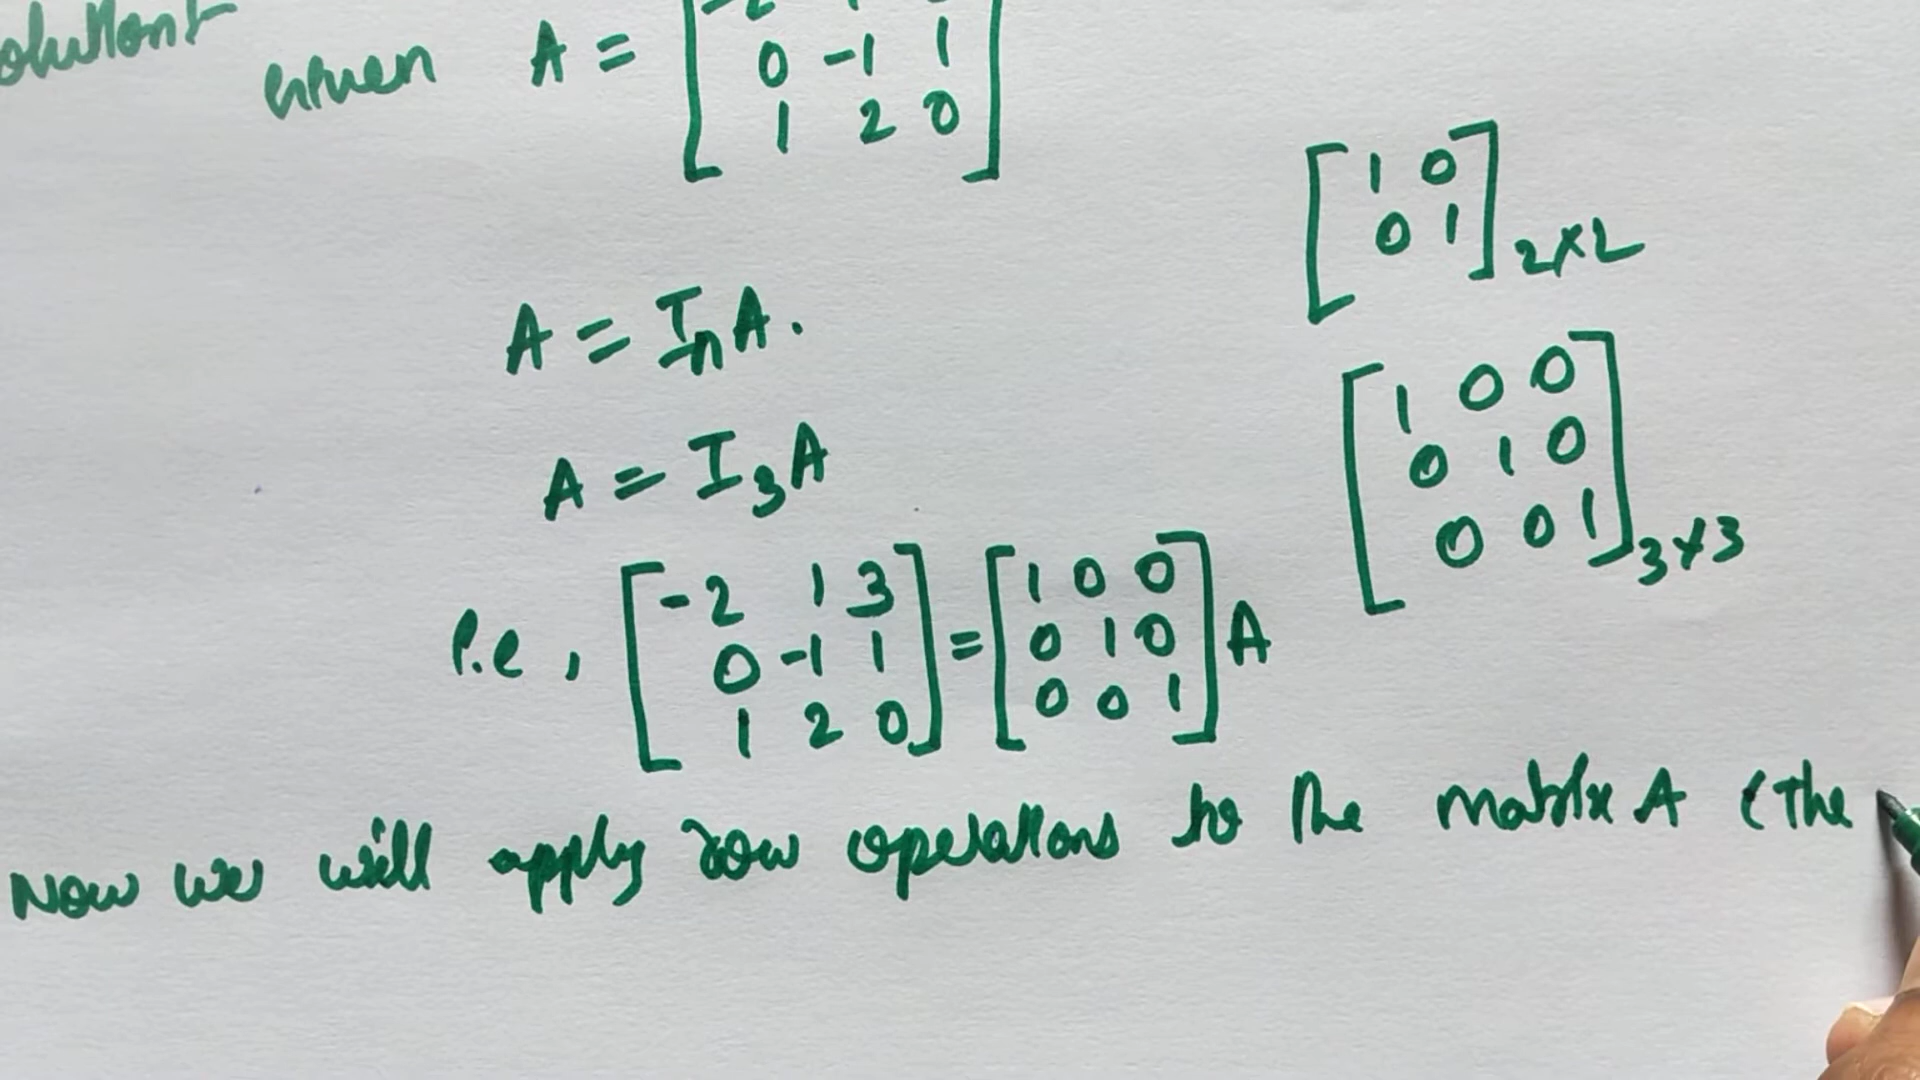 Solution:-
Given A = [-2 1
0 -1 1
1 2 0]
[1 0
0 1] 2×2
A = InA.
A = I3A
[1 0 0
0 1 0
0 0 1] 3×3
i.e, [-2 1 3
0 -1 1
1 2 0] = [1 0 0
0 1 0
0 0 1] A
Now we will apply row operations to the matrix A (The